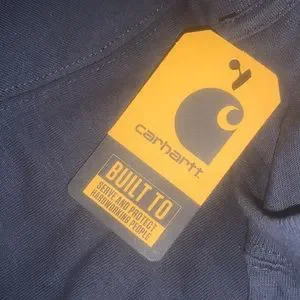 carhartt
BUILT TO
SERVE AND PROTECT
HARDWORKING PEOPLE